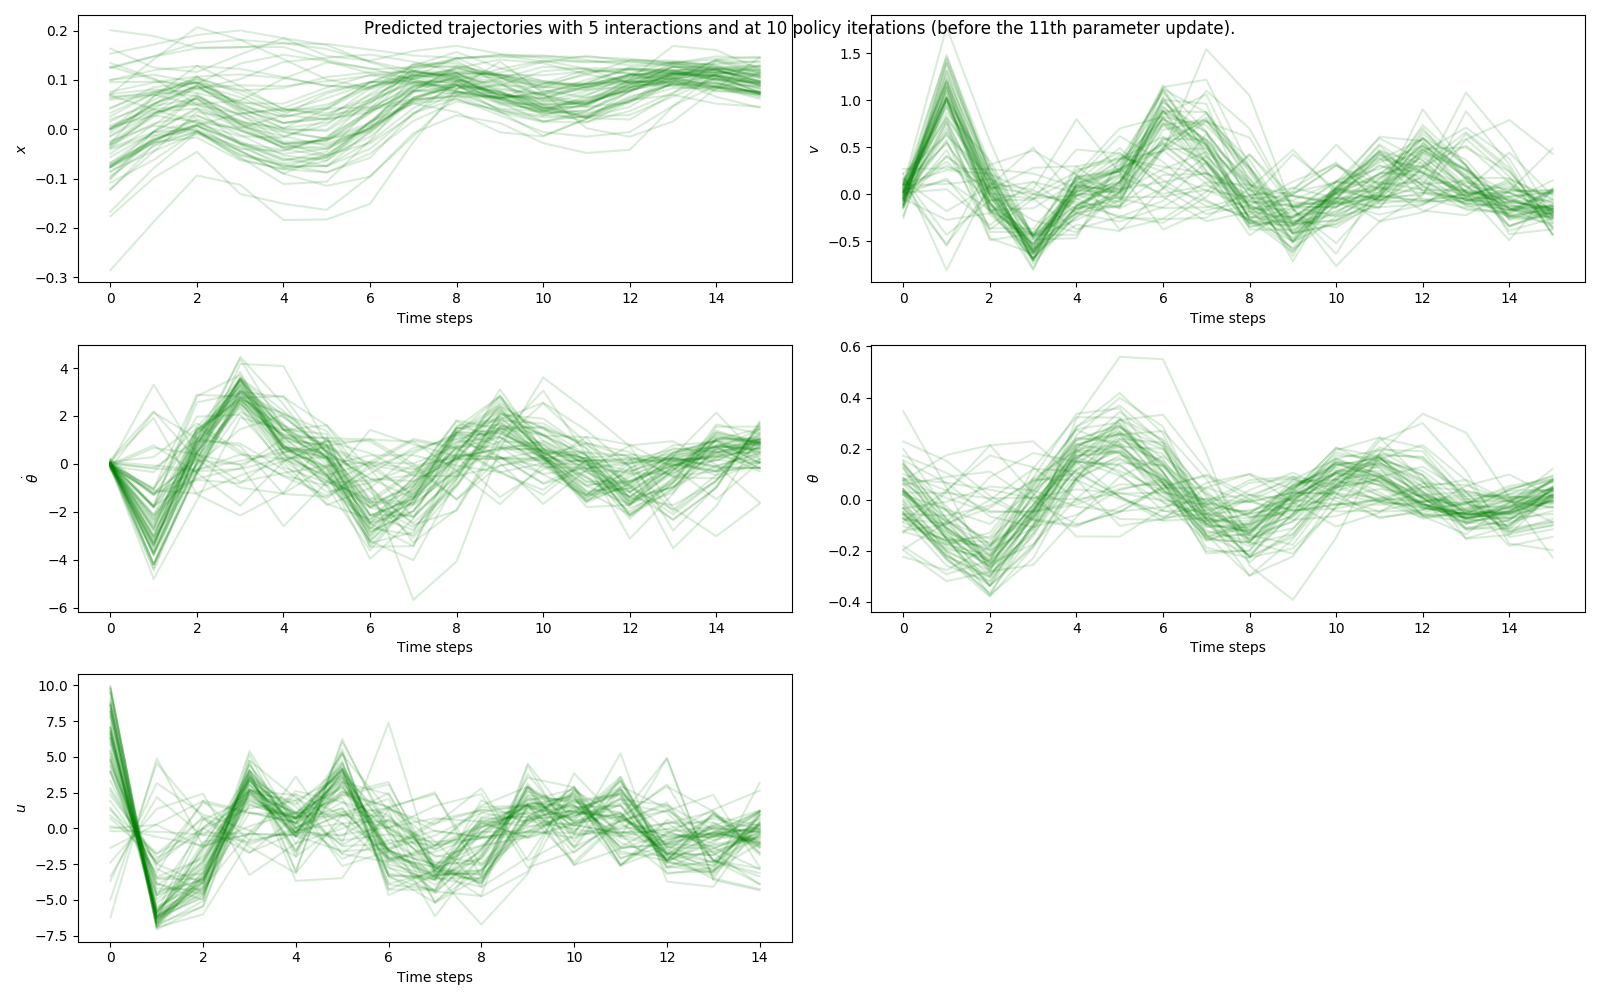 Predicted trajectories with 5 interactions and at 10 policy iterations (before the 11th parameter update).
0.2
0.1
0.0
−0.1
−0.2
−0.3
x
0 2 4 6 8 10 12 14
Time steps
1.5
1.0
0.5
0.0
−0.5
v
0 2 4 6 8 10 12 14
Time steps
4
2
0
−2
−4
−6
θ̇
0 2 4 6 8 10 12 14
Time steps
0.6
0.4
0.2
0.0
−0.2
−0.4
θ
0 2 4 6 8 10 12 14
Time steps
10.0
7.5
5.0
2.5
0.0
−2.5
−5.0
−7.5
u
0 2 4 6 8 10 12 14
Time steps